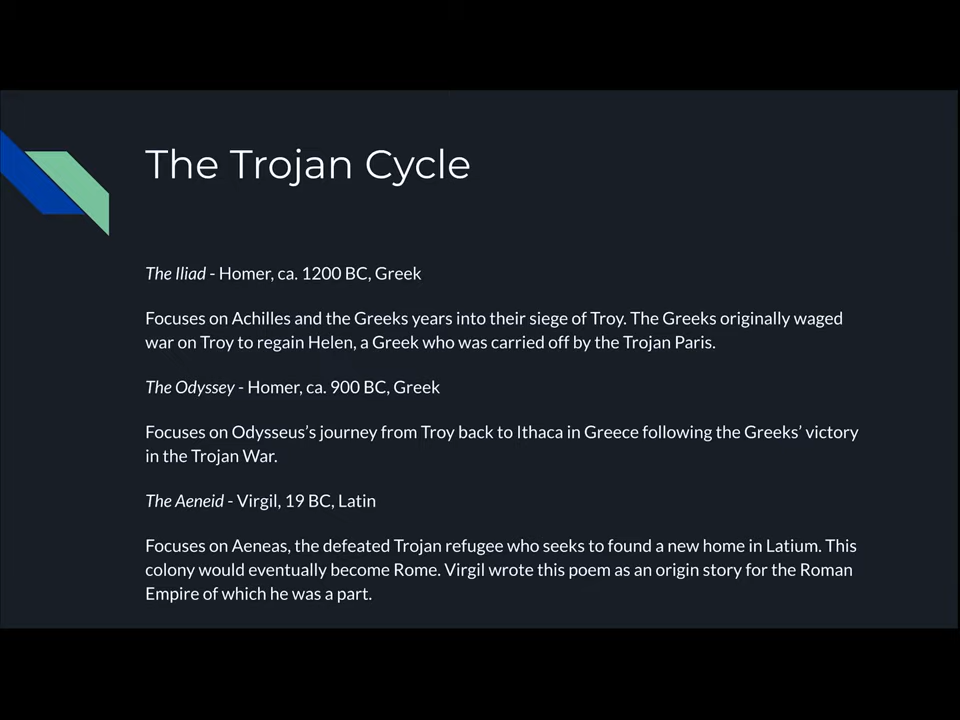 The Trojan Cycle
The Iliad - Homer, ca. 1200 BC, Greek
Focuses on Achilles and the Greeks years into their siege of Troy. The Greeks originally waged
war on Troy to regain Helen, a Greek who was carried off by the Trojan Paris.
The Odyssey - Homer, ca. 900 BC, Greek
Focuses on Odysseus’s journey from Troy back to Ithaca in Greece following the Greeks’ victory
in the Trojan War.
The Aeneid - Virgil, 19 BC, Latin
Focuses on Aeneas, the defeated Trojan refugee who seeks to found a new home in Latium. This
colony would eventually become Rome. Virgil wrote this poem as an origin story for the Roman
Empire of which he was a part.